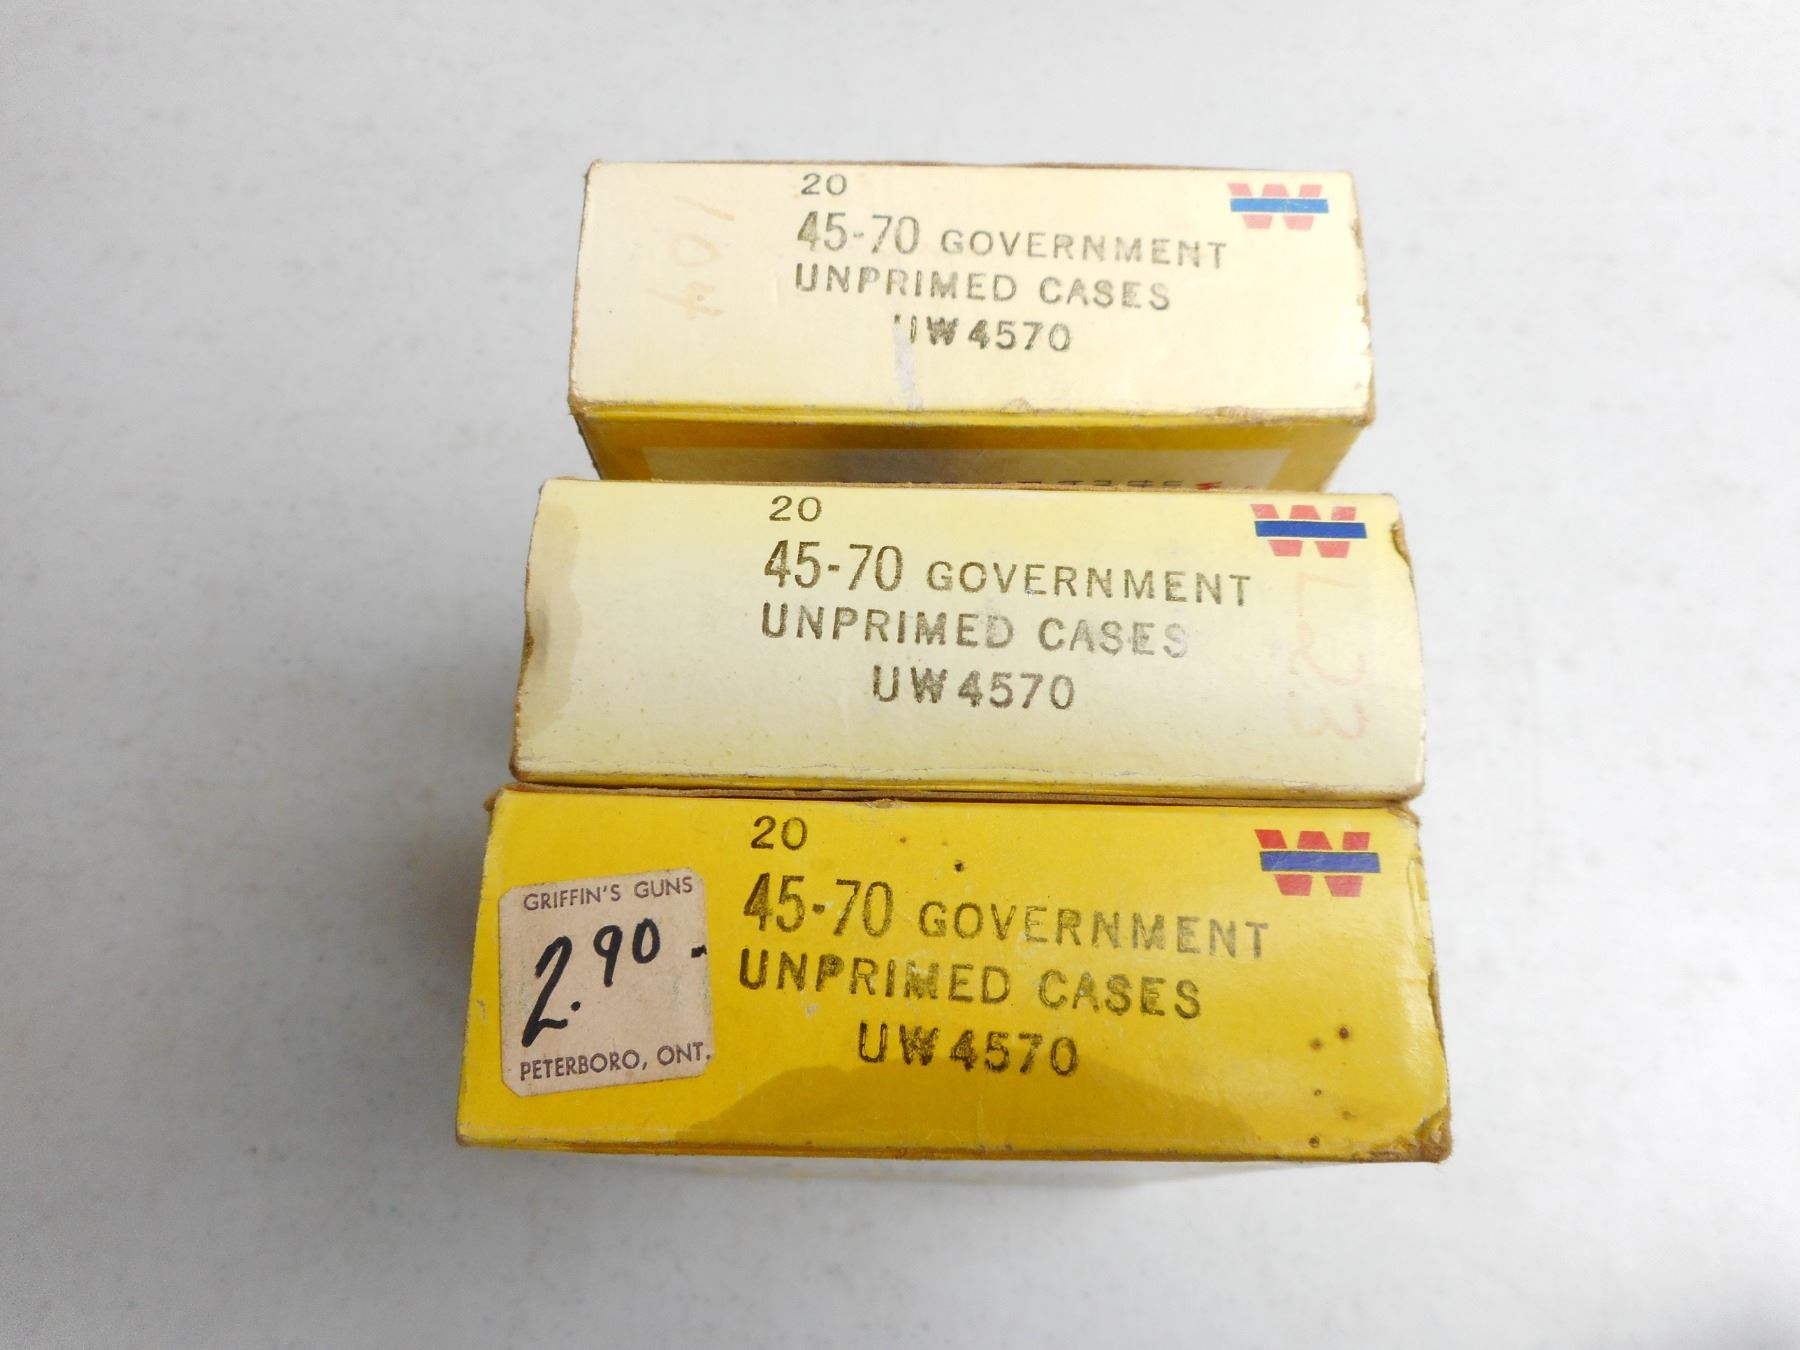 20
45-70 GOVERNMENT
UNPRIMED CASES
UW4570
W
104
20
45-70 GOVERNMENT
UNPRIMED CASES
UW4570
W
20
45-70 GOVERNMENT
UNPRIMED CASES
UW4570
W
GRIFFIN'S GUNS
2.90-
PETERBORO, ONT.